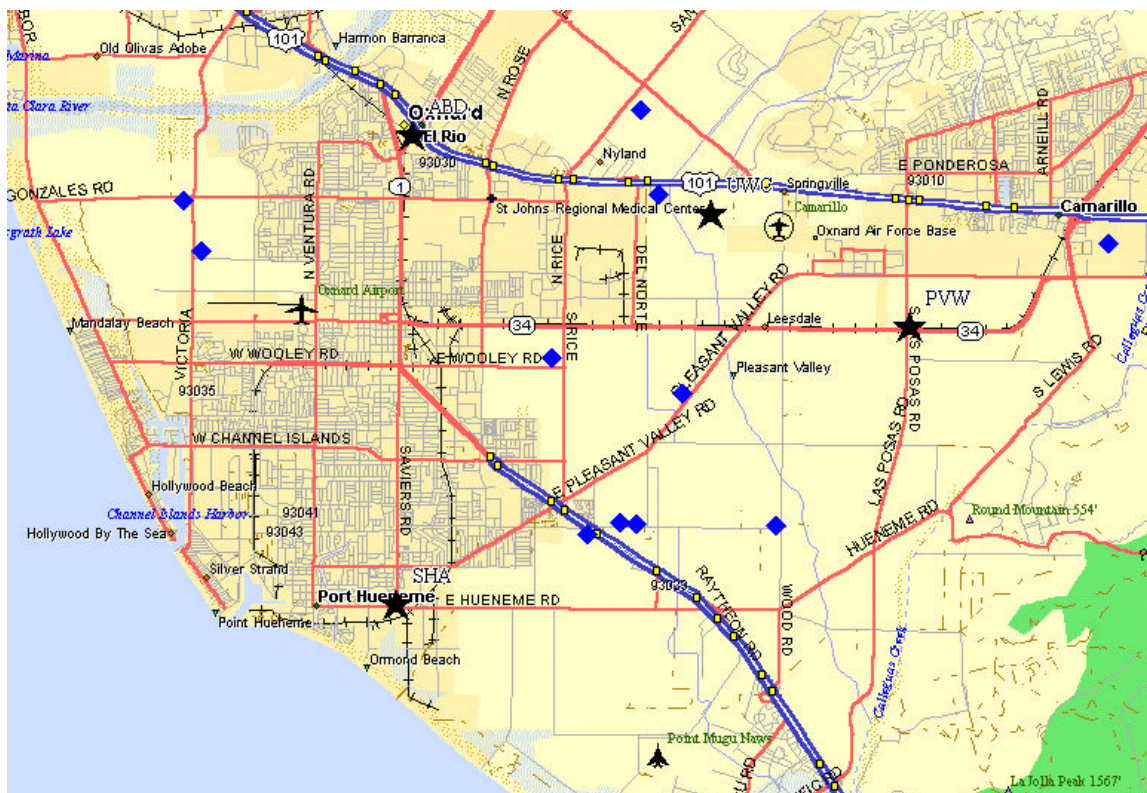 101
Old Olivas Adobe
Harmon Barranca
Marina
Clara River
N ROSE
ABD
Oxnard
El Rio
93030
Nyland
ARNEILL RD
E PONDEROSA
GONZALES RD
N VENTURA RD
1
101
UWC
Springville
93010
St Johns Regional Medical Center
Camarillo
Camarillo
Oxnard Air Force Base
Lake
N RICE
DEL NORTE
Oxnard Airport
PVW
Mandalay Beach
VICTORIA
34
S RICE
Leesdale
PLEASANT VALLEY RD
34
S LAS POSAS RD
W WOOLEY RD
E WOOLEY RD
Pleasant Valley
S LEWIS RD
93035
Calleguas
W CHANNEL ISLANDS
SAVIERS RD
E PLEASANT VALLEY RD
LAS POSAS RD
Hollywood Beach
Channel Islands Harbor
93041
93043
Hollywood By The Sea
Round Mountain 554'
HUENEME RD
SHA
Silver Strand
93033
RAYTHEON RD
WOOD RD
Port Hueneme
E HUENEME RD
Point Hueneme
Calleguas Creek
Ormond Beach
Point Mugu Naws
La Jolla Peak 1567'